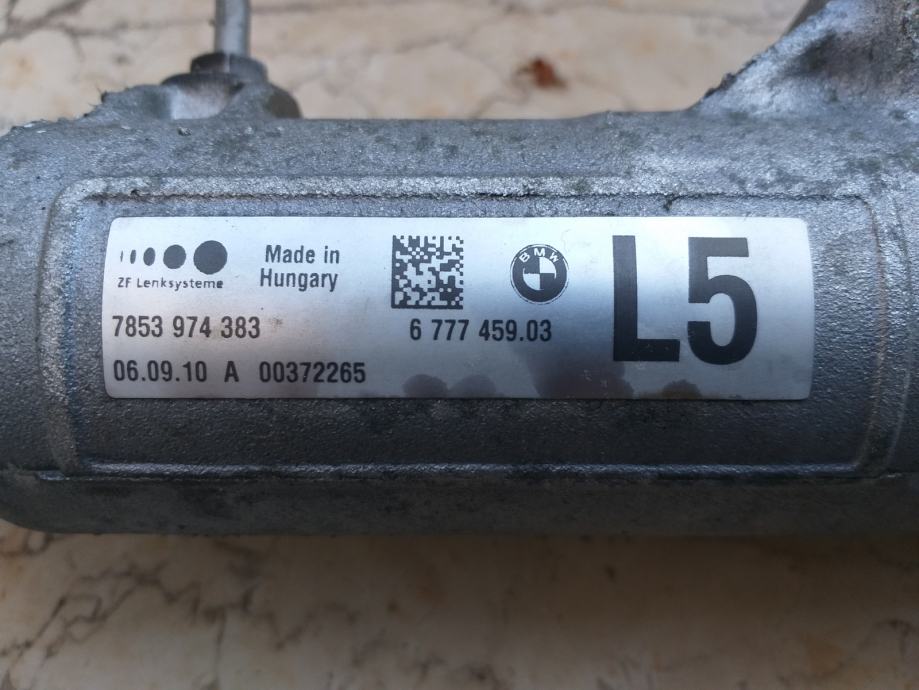 ZF Lenksysteme
Made in
Hungary
7853 974 383
06.09.10 A 00372265
6 777 459.03
BMW
L5